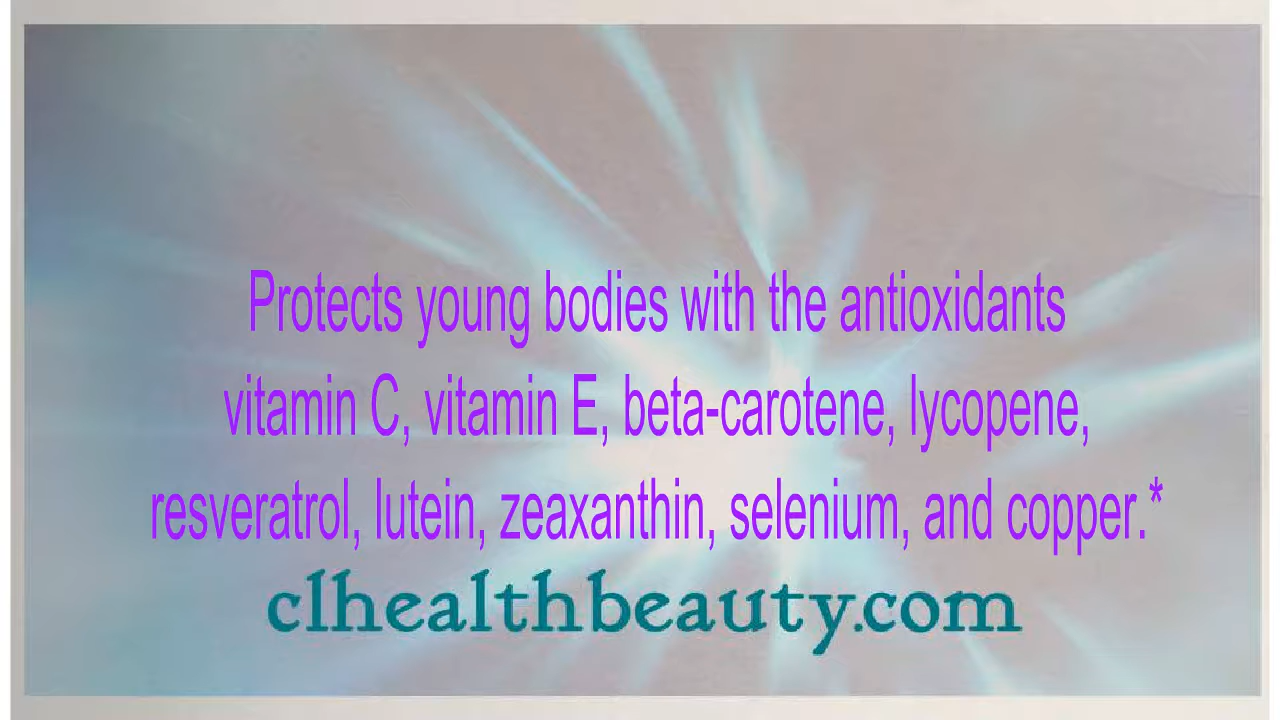 Protects young bodies with the antioxidants
vitamin C, vitamin E, beta-carotene, lycopene,
resveratrol, lutein, zeaxanthin, selenium, and copper.*
clhealthbeauty.com